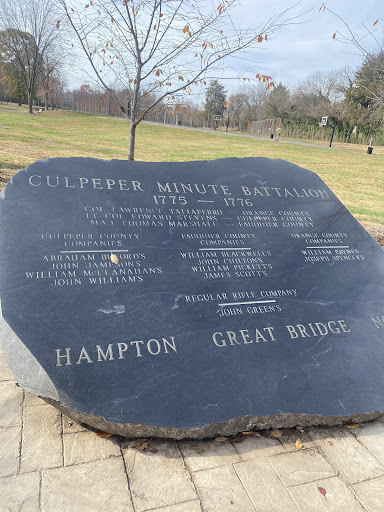 CULPEPER MINUTE BATTALION
1775 — 1776
COL. LAWRENCE TALIAFERRO — ORANGE COUNTY
LT. COL. EDWARD STEVENS — CULPEPER COUNTY
MAJ. THOMAS MARSHALL — FAUQUIER COUNTY
CULPEPER COUNTY
COMPANIES
ABRAHAM BUFORD'S
JOHN JAMESON'S
WILLIAM McCLANAHAN'S
JOHN WILLIAM'S
FAUQUIER COUNTY
COMPANIES
WILLIAM BLACKWELL'S
JOHN CHILTON'S
WILLIAM PICKETT'S
JAMES SCOTT'S
ORANGE COUNTY
COMPANIES
WILLIAM
JOSEPH SPENCER'S
REGULAR RIFLE COMPANY
JOHN GREEN'S
HAMPTON GREAT BRIDGE